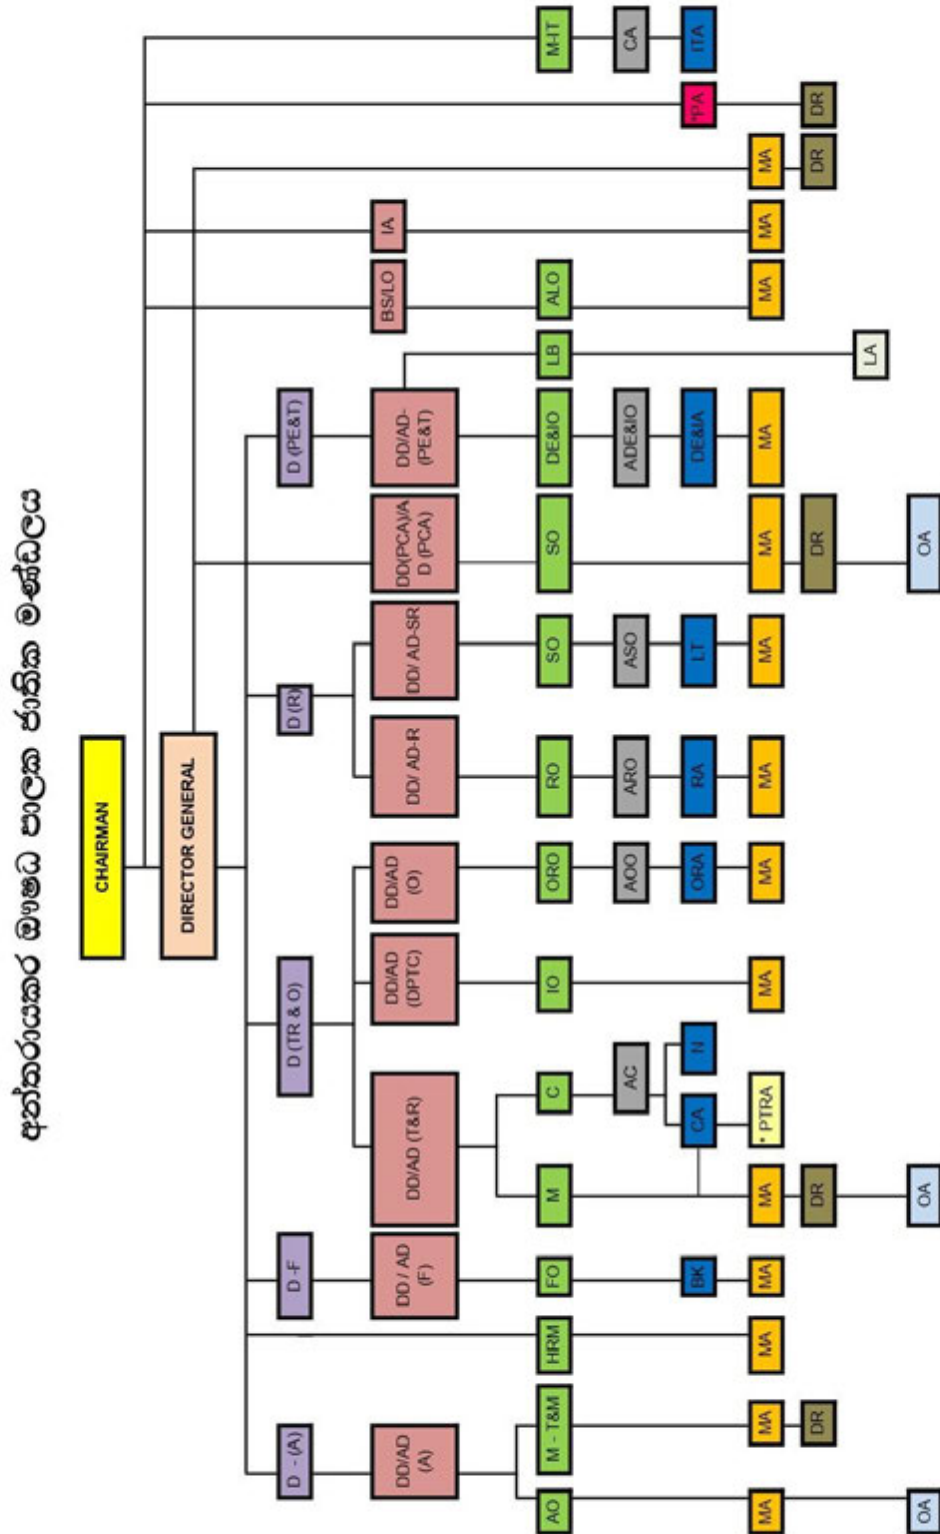 අන්තරායකර ඖෂධ පාලක ජාතික මණ්ඩලය
CHAIRMAN
DIRECTOR GENERAL
D - (A)
D -F
D (TR & O)
D (R)
D (PE&T)
DD/AD
(A)
DD / AD
(F)
DD/AD (T&R)
DD/AD
(DPTC)
DD/AD
(O)
DD/ AD-R
DD/ AD-SR
DD(PCA)/A
D (PCA)
DD/AD-
(PE&T)
BS/LO
IA
AO
M - T&M
HRM
FO
M
C
IO
ORO
RO
SO
SO
DE&IO
LB
ALO
M-IT
AC
AOO
ARO
ASO
ADE&IO
CA
BK
CA
N
ORA
RA
LT
DE&IA
*PA
ITA
MA
MA
MA
MA
MA
* PTRA
MA
MA
MA
MA
MA
MA
MA
MA
MA
DR
DR
DR
DR
DR
LA
OA
OA
OA